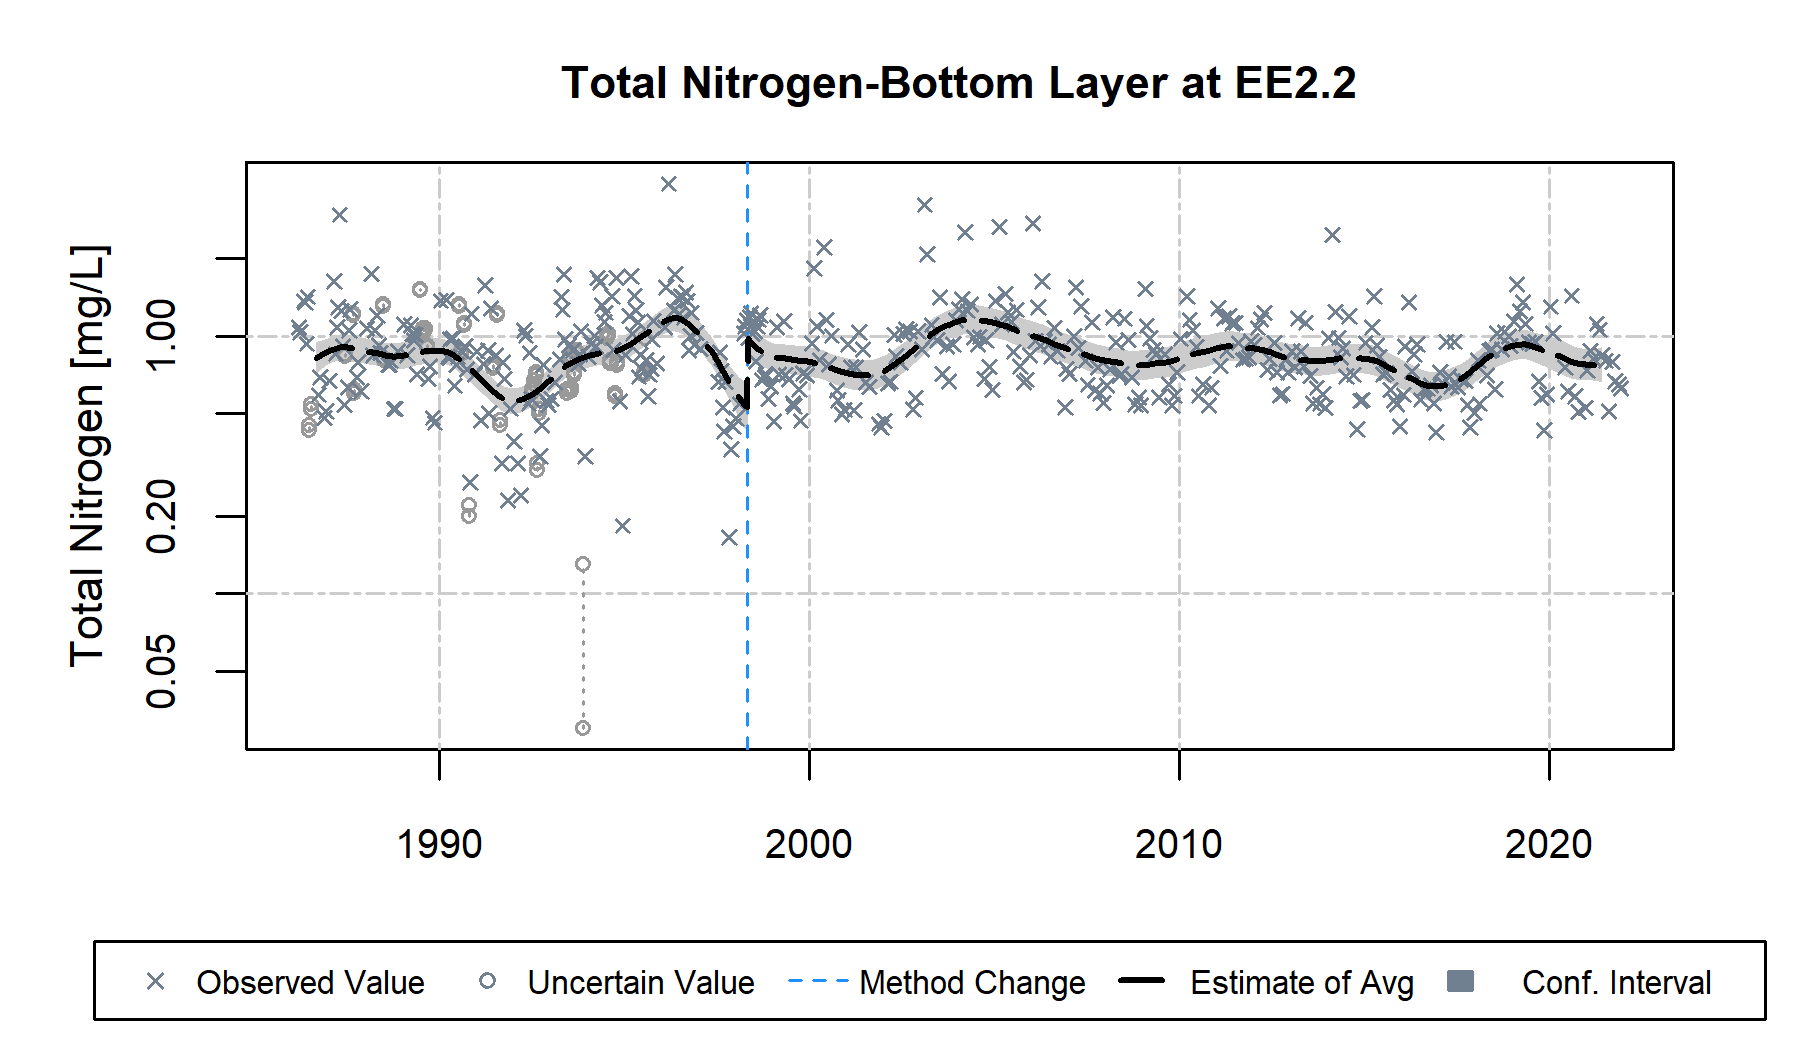 Total Nitrogen-Bottom Layer at EE2.2
Total Nitrogen [mg/L]
1.00
0.20
0.05
1990 2000 2010 2020
Observed Value Uncertain Value Method Change Estimate of Avg Conf. Interval